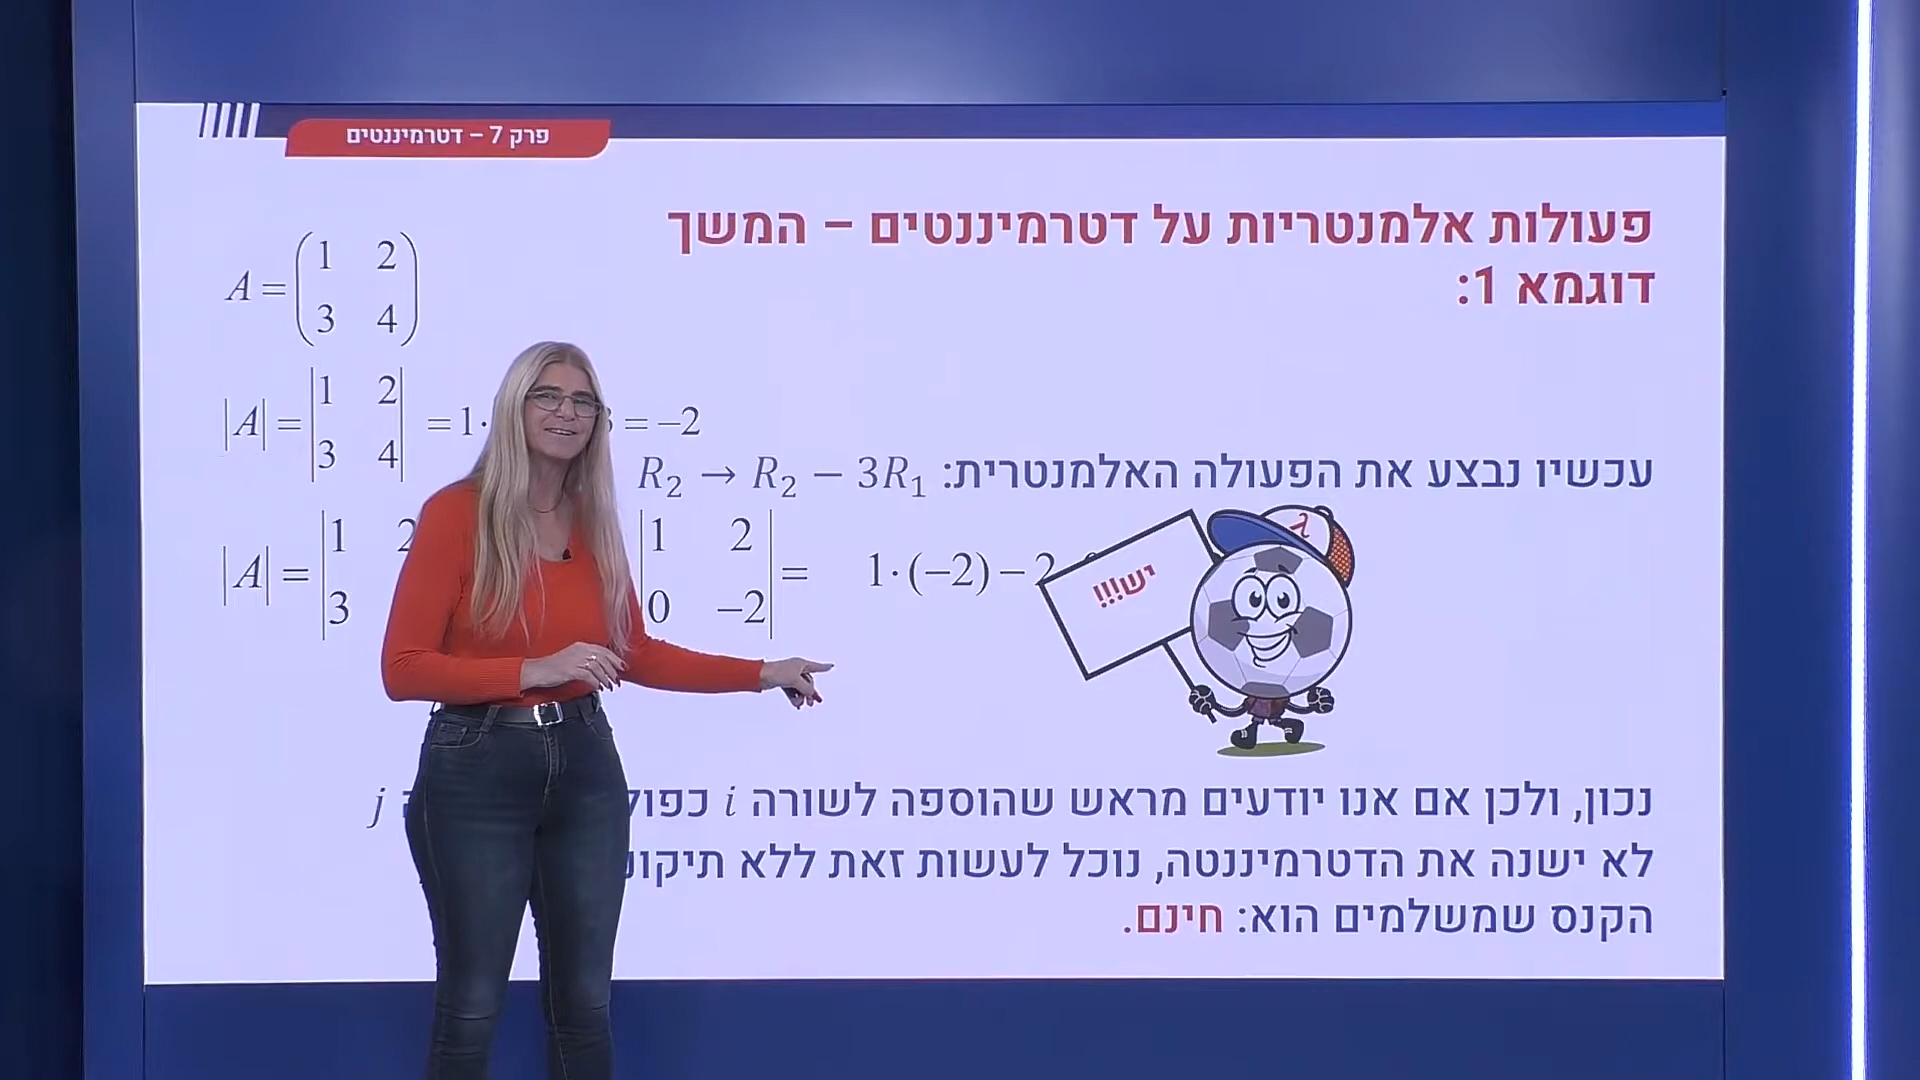 פרק 7 – דטרמיננטים
פעולות אלמנטריות על דטרמיננטים – המשך
דוגמא 1:
A = (1 2
3 4)
|A| = |1 2
3 4| = 1· = –2
עכשיו נבצע את הפעולה האלמנטרית: R₂ → R₂ − 3R₁
|A| = |1 2
3
|1 2
0 –2| = 1·(–2) – 2
יש!!!
λ
נכון, ולכן אם אנו יודעים מראש שהוספה לשורה i j
לא ישנה את הדטרמיננטה, נוכל לעשות זאת ללא
הקנס שמשלמים הוא: חינם.